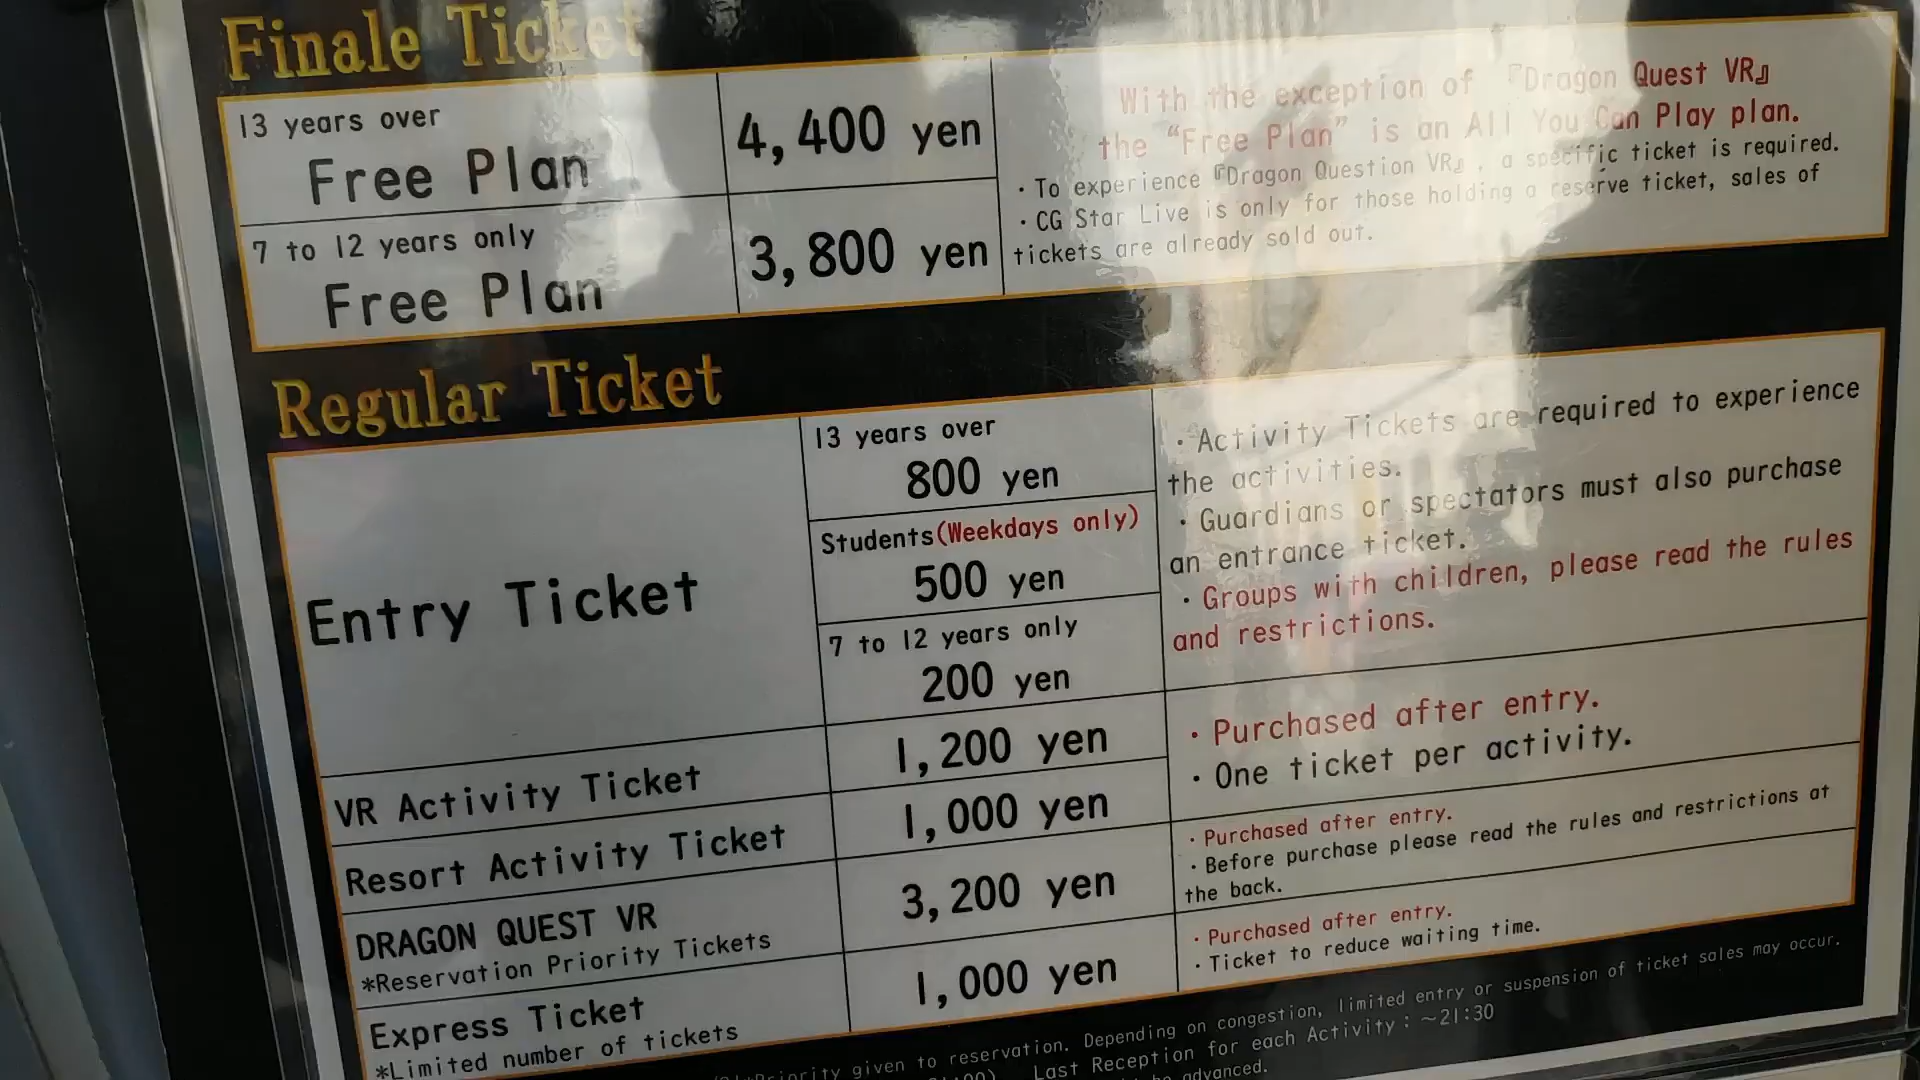 Finale Ticket
13 years over
Free Plan
4,400 yen
7 to 12 years only
Free Plan
3,800 yen
With the exception of 『Dragon Quest VR』
the “Free Plan” is an All You Can Play plan.
・To experience 『Dragon Question VR』, a specific ticket is required.
・CG Star Live is only for those holding a reserve ticket, sales of
tickets are already sold out.
Regular Ticket
Entry Ticket
13 years over
800 yen
Students(Weekdays only)
500 yen
7 to 12 years only
200 yen
・Activity Tickets are required to experience
the activities.
・Guardians or spectators must also purchase
an entrance ticket.
・Groups with children, please read the rules
and restrictions.
VR Activity Ticket
1,200 yen
Resort Activity Ticket
1,000 yen
・Purchased after entry.
・One ticket per activity.
DRAGON QUEST VR
*Reservation Priority Tickets
3,200 yen
・Purchased after entry.
・Before purchase please read the rules and restrictions at
the back.
Express Ticket
*Limited number of tickets
1,000 yen
・Purchased after entry.
・Ticket to reduce waiting time.
given to reservation. Depending on congestion, limited entry or suspension of ticket sales may occur.
Last Reception for each Activity：～21:30
advanced.